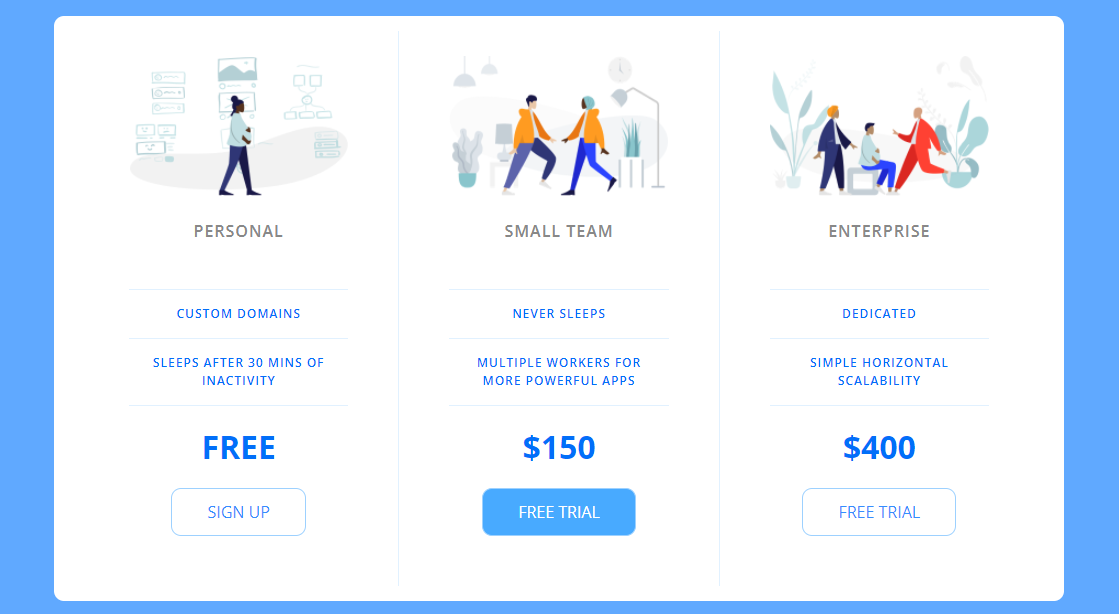 PERSONAL
CUSTOM DOMAINS
SLEEPS AFTER 30 MINS OF
INACTIVITY
FREE
SIGN UP
SMALL TEAM
NEVER SLEEPS
MULTIPLE WORKERS FOR
MORE POWERFUL APPS
$150
FREE TRIAL
ENTERPRISE
DEDICATED
SIMPLE HORIZONTAL
SCALABILITY
$400
FREE TRIAL